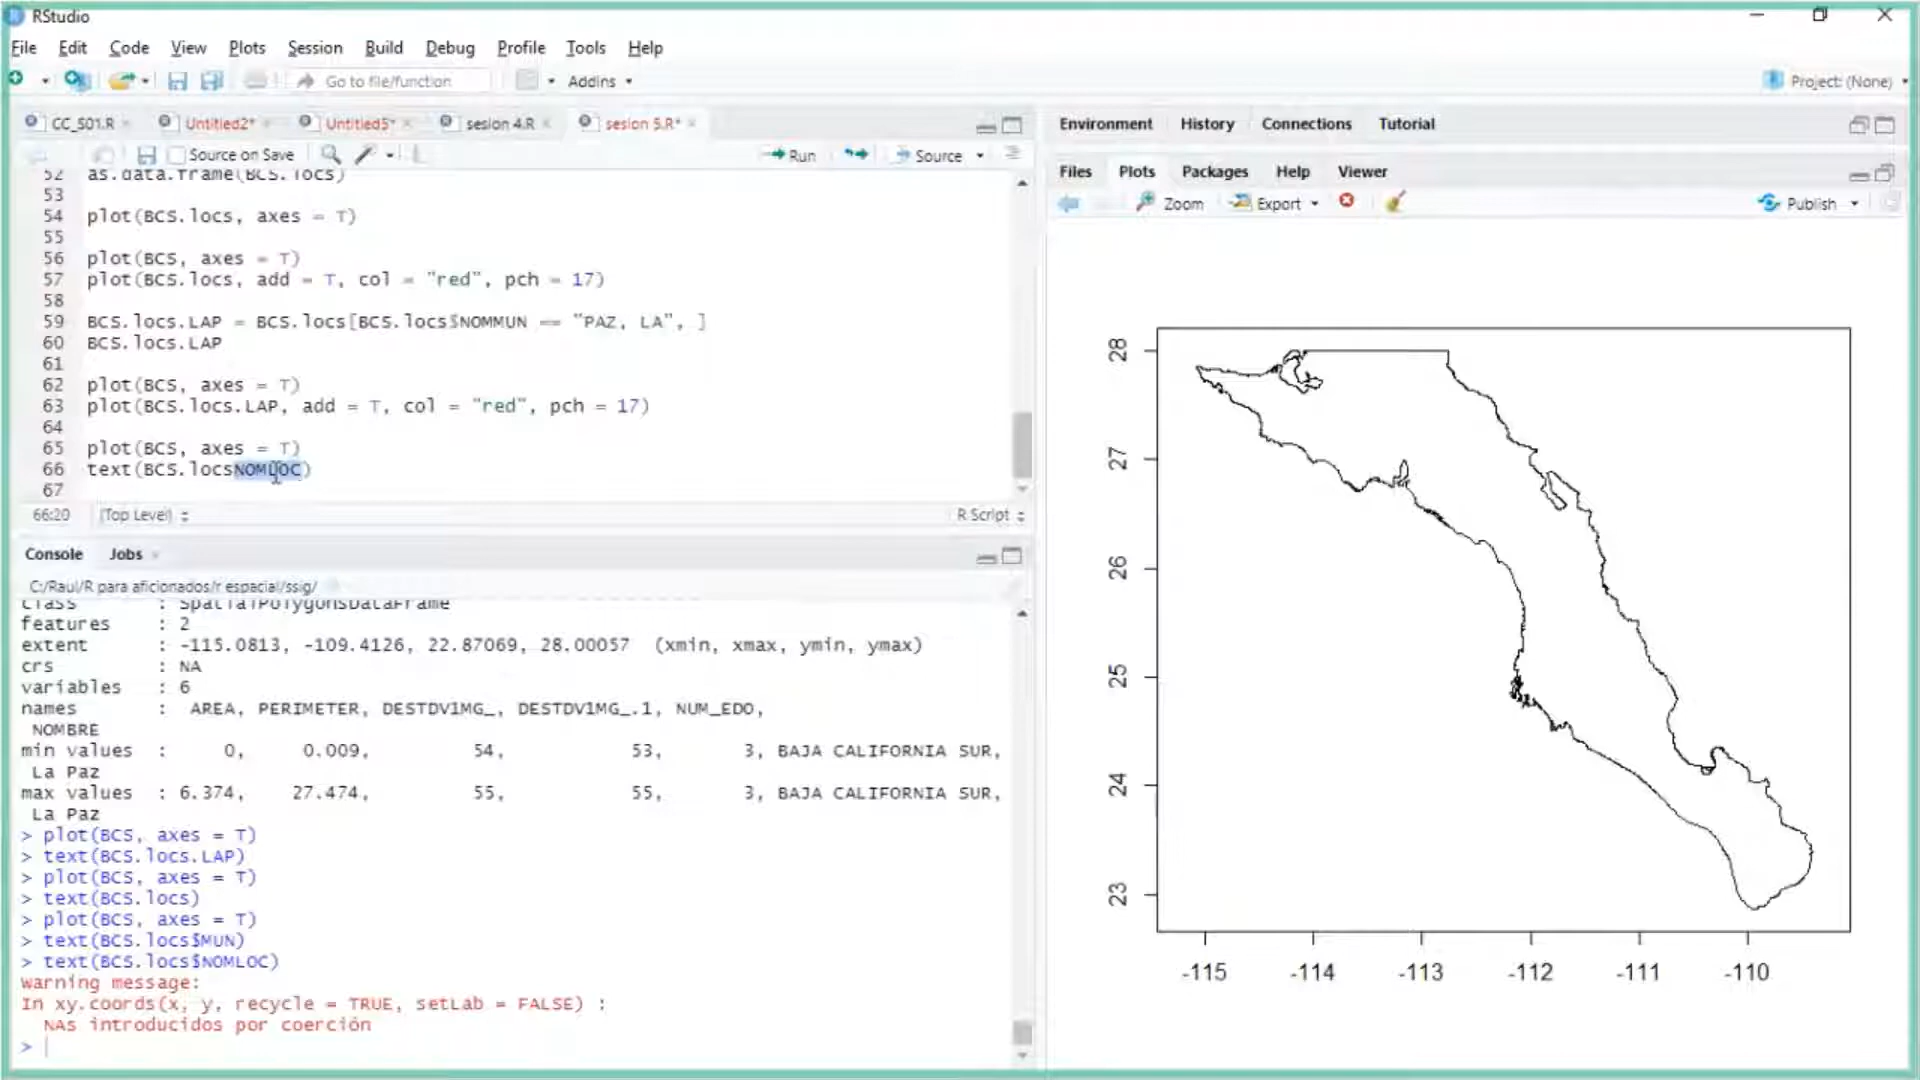 RStudio
File Edit Code View Plots Session Build Debug Profile Tools Help
Go to file/function Addins Project: (None)
CC_S01.R Untitled2* Untitled5* sesion 4.R sesion 5.R*
Source on Save Run Source
52 as.data.frame(BCS.locs)
53
54 plot(BCS.locs, axes = T)
55
56 plot(BCS, axes = T)
57 plot(BCS.locs, add = T, col = "red", pch = 17)
58
59 BCS.locs.LAP = BCS.locs[BCS.locs$NOMMUN == "PAZ, LA", ]
60 BCS.locs.LAP
61
62 plot(BCS, axes = T)
63 plot(BCS.locs.LAP, add = T, col = "red", pch = 17)
64
65 plot(BCS, axes = T)
66 text(BCS.locsNOMLOC)
67
66:20 (Top Level) R Script
Console Jobs
C:/Raul/R para aficionados/r espacial/ssig/
class : SpatialPolygonsDataFrame
features : 2
extent : -115.0813, -109.4126, 22.87069, 28.00057 (xmin, xmax, ymin, ymax)
crs : NA
variables : 6
names : AREA, PERIMETER, DESTDV1MG_, DESTDV1MG_.1, NUM_EDO,
NOMBRE
min values : 0, 0.009, 54, 53, 3, BAJA CALIFORNIA SUR,
La Paz
max values : 6.374, 27.474, 55, 55, 3, BAJA CALIFORNIA SUR,
La Paz
> plot(BCS, axes = T)
> text(BCS.locs.LAP)
> plot(BCS, axes = T)
> text(BCS.locs)
> plot(BCS, axes = T)
> text(BCS.locs$MUN)
> text(BCS.locs$NOMLOC)
Warning message:
In xy.coords(x, y, recycle = TRUE, setLab = FALSE) :
NAs introducidos por coerción
>
Environment History Connections Tutorial
Files Plots Packages Help Viewer
Zoom Export Publish
28
27
26
25
24
23
-115 -114 -113 -112 -111 -110